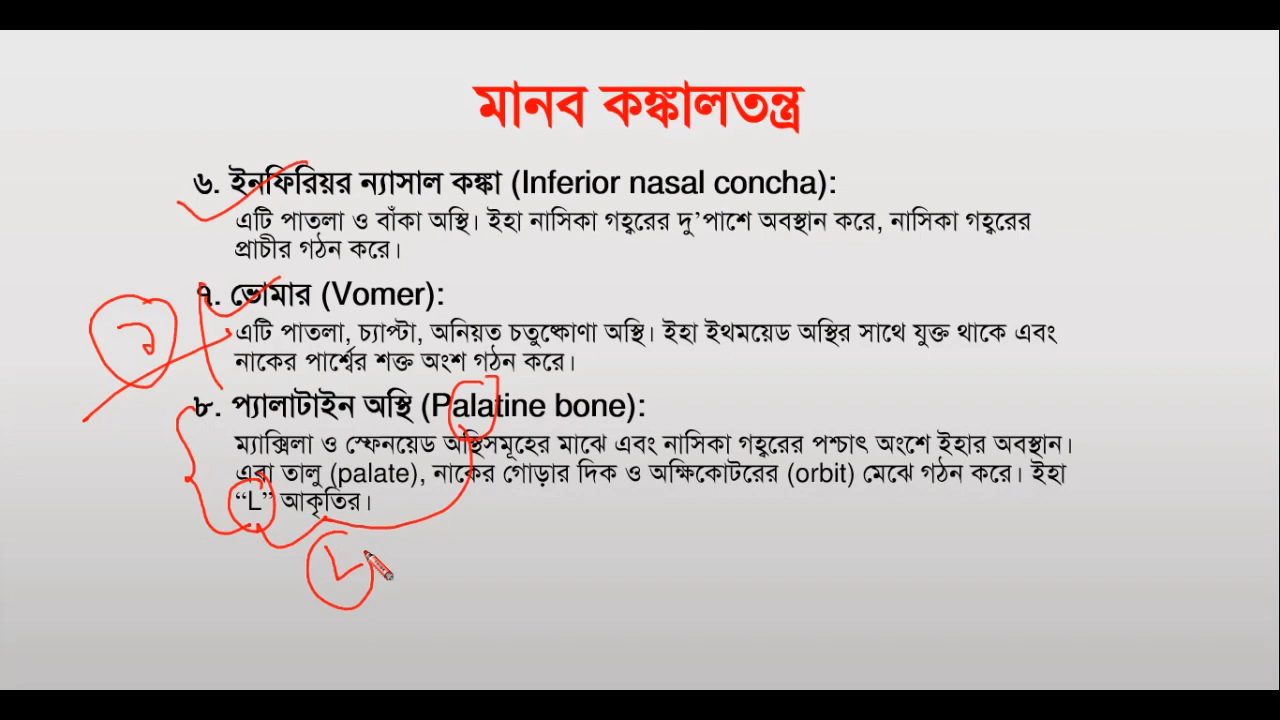 মানব কঙ্কালতন্ত্র
৬. ইনফিরিয়র ন্যাসাল কঙ্কা (Inferior nasal concha):
এটি পাতলা ও বাঁকা অস্থি। ইহা নাসিকা গহ্বরের দু’পাশে অবস্থান করে, নাসিকা গহ্বরের
প্রাচীর গঠন করে।
৭. ভোমার (Vomer):
এটি পাতলা, চ্যাপ্টা, অনিয়ত চতুষ্কোণা অস্থি। ইহা ইথময়েড অস্থির সাথে যুক্ত থাকে এবং
নাকের পার্শ্বের শক্ত অংশ গঠন করে।
১
৮. প্যালাটাইন অস্থি (Palatine bone):
ম্যাক্সিলা ও স্ফেনয়েড অস্থিসমূহের মাঝে এবং নাসিকা গহ্বরের পশ্চাৎ অংশে ইহার অবস্থান।
এরা তালু (palate), নাকের গোড়ার দিক ও অক্ষিকোটরের (orbit) মেঝে গঠন করে। ইহা
“L” আকৃতির।
L